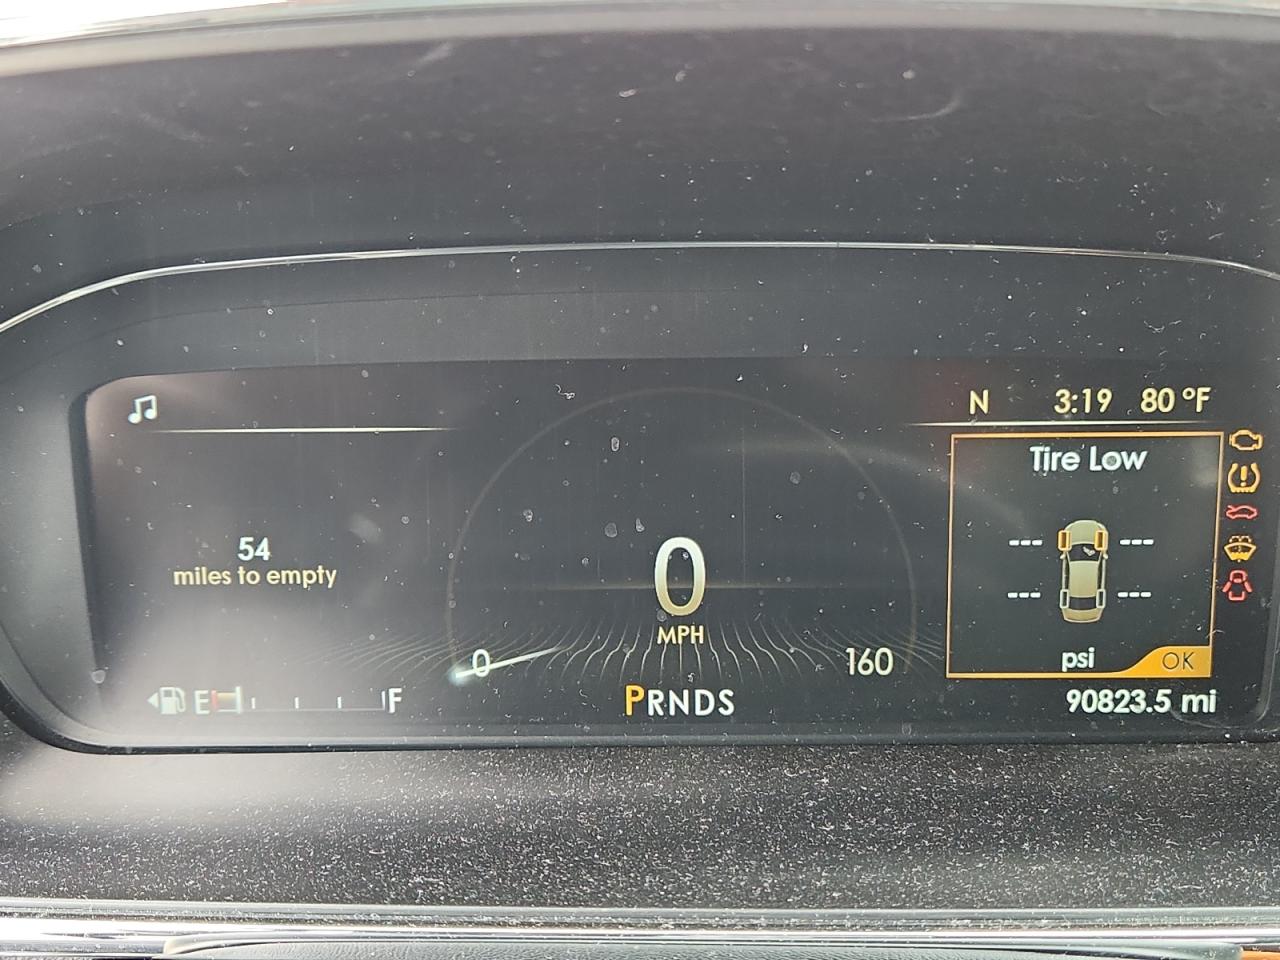 N 3:19 80 °F
Tire Low
--- ---
--- ---
psi OK
54
miles to empty
0
MPH
0 160
E F
PRNDS
90823.5 mi